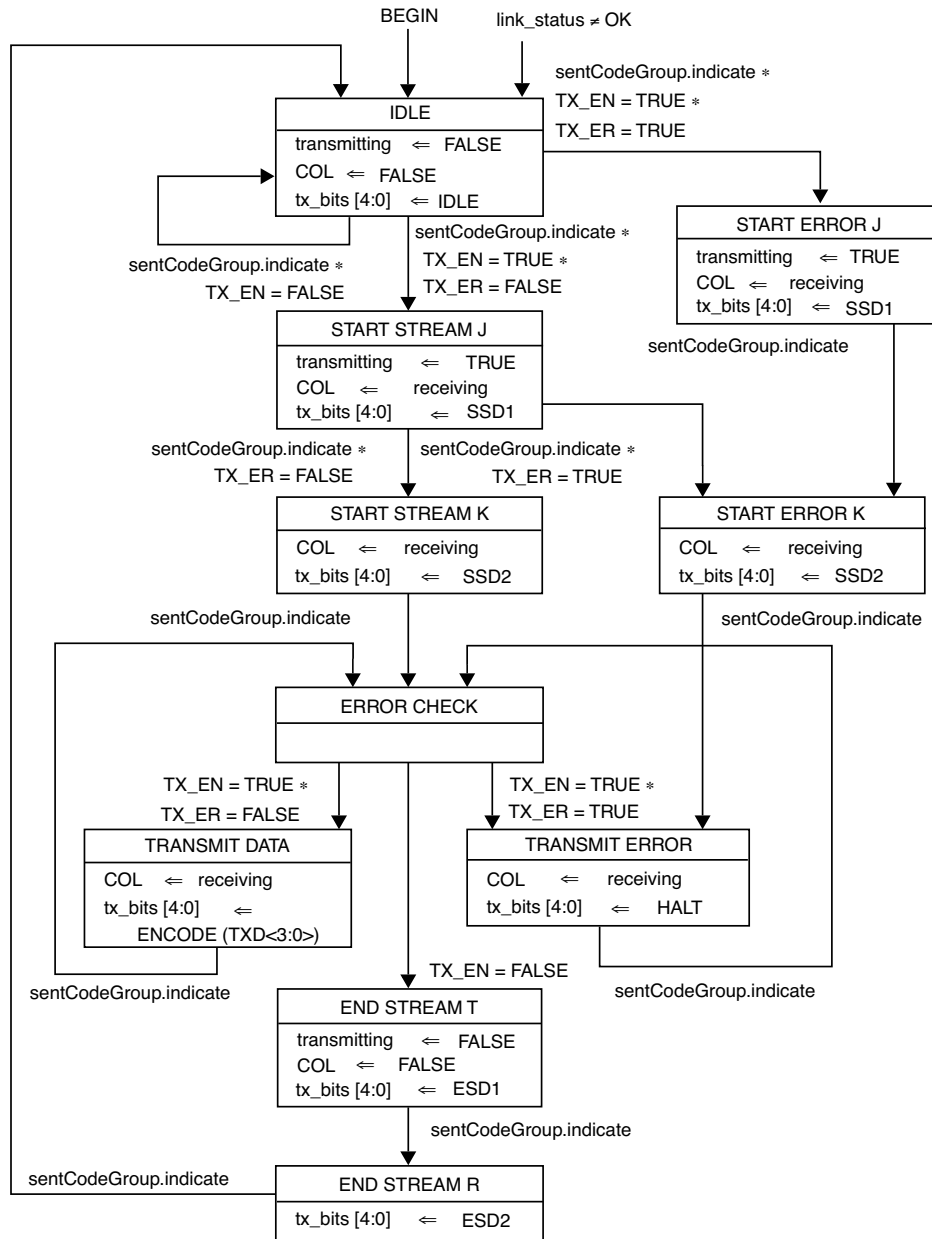 BEGIN
link_status ≠ OK
sentCodeGroup.indicate *
TX_EN = TRUE *
TX_ER = TRUE
IDLE
transmitting ⇐ FALSE
COL ⇐ FALSE
tx_bits [4:0] ⇐ IDLE
sentCodeGroup.indicate *
TX_EN = FALSE
sentCodeGroup.indicate *
TX_EN = TRUE *
TX_ER = FALSE
START ERROR J
transmitting ⇐ TRUE
COL ⇐ receiving
tx_bits [4:0] ⇐ SSD1
sentCodeGroup.indicate
START STREAM J
transmitting ⇐ TRUE
COL ⇐ receiving
tx_bits [4:0] ⇐ SSD1
sentCodeGroup.indicate *
TX_ER = FALSE
sentCodeGroup.indicate *
TX_ER = TRUE
START STREAM K
COL ⇐ receiving
tx_bits [4:0] ⇐ SSD2
START ERROR K
COL ⇐ receiving
tx_bits [4:0] ⇐ SSD2
sentCodeGroup.indicate
sentCodeGroup.indicate
ERROR CHECK
TX_EN = TRUE *
TX_ER = FALSE
TX_EN = TRUE *
TX_ER = TRUE
TRANSMIT DATA
COL ⇐ receiving
tx_bits [4:0] ⇐
ENCODE (TXD<3:0>)
TRANSMIT ERROR
COL ⇐ receiving
tx_bits [4:0] ⇐ HALT
sentCodeGroup.indicate
TX_EN = FALSE
sentCodeGroup.indicate
END STREAM T
transmitting ⇐ FALSE
COL ⇐ FALSE
tx_bits [4:0] ⇐ ESD1
sentCodeGroup.indicate
sentCodeGroup.indicate
END STREAM R
tx_bits [4:0] ⇐ ESD2